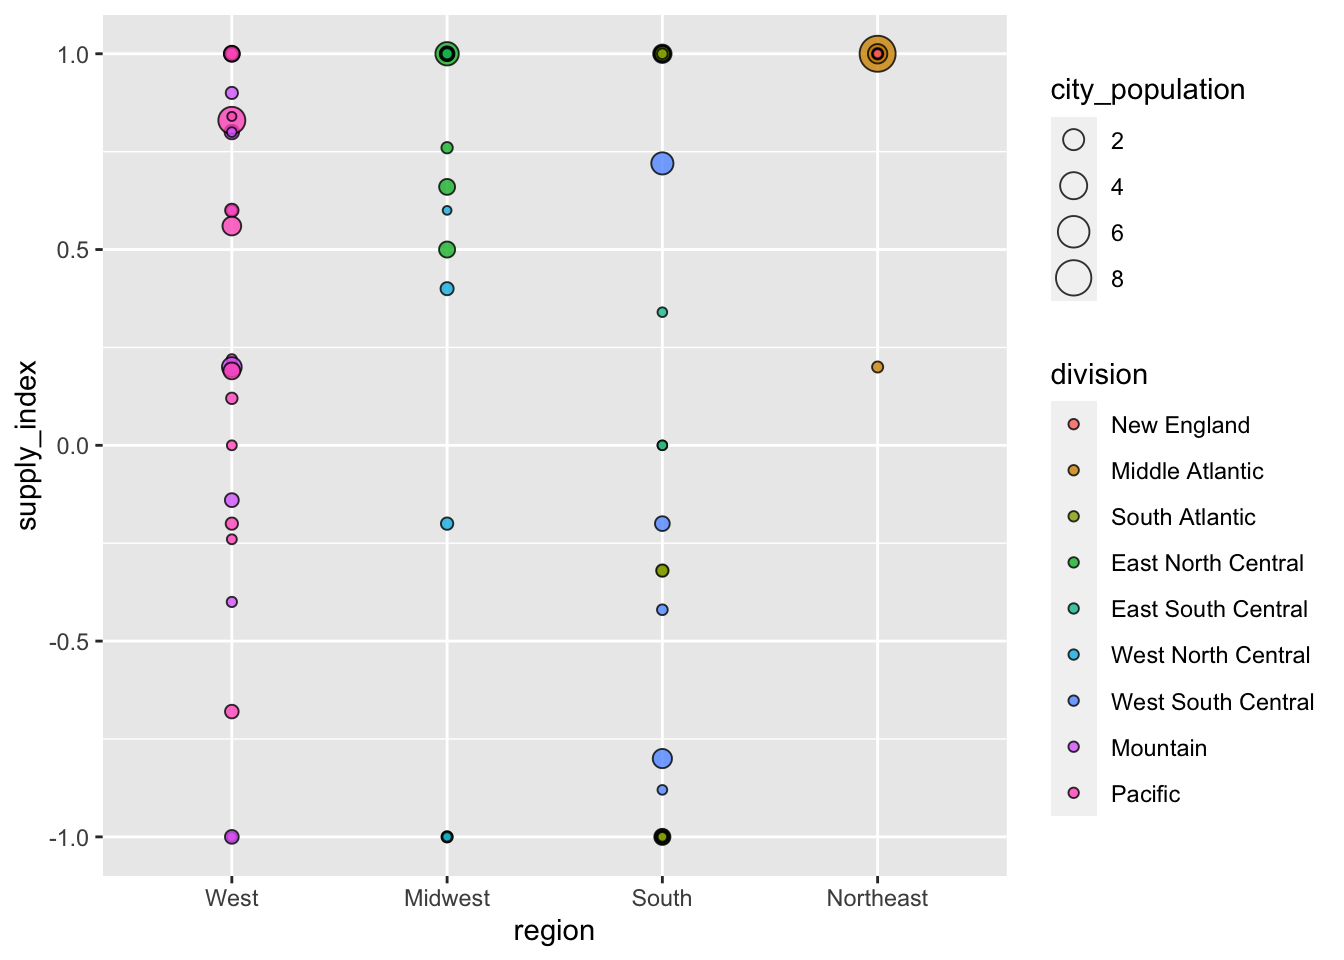 1.0
0.5
0.0
-0.5
-1.0
supply_index
West
Midwest
South
Northeast
region
city_population
2
4
6
8
division
New England
Middle Atlantic
South Atlantic
East North Central
East South Central
West North Central
West South Central
Mountain
Pacific